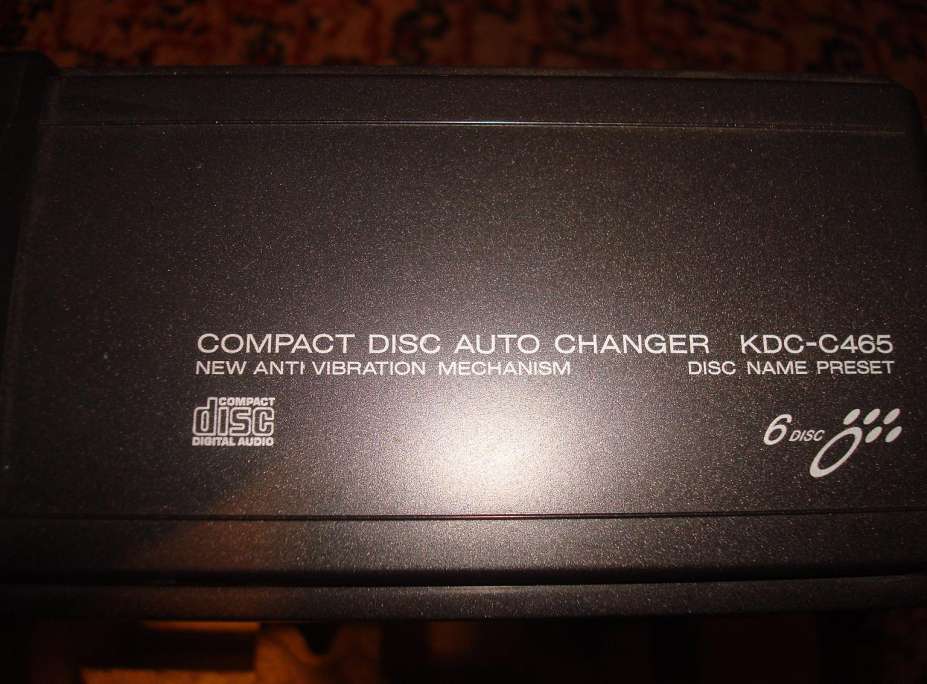 COMPACT DISC AUTO CHANGER KDC-C465
NEW ANTI VIBRATION MECHANISM DISC NAME PRESET
COMPACT
disc
DIGITAL AUDIO
6 DISC